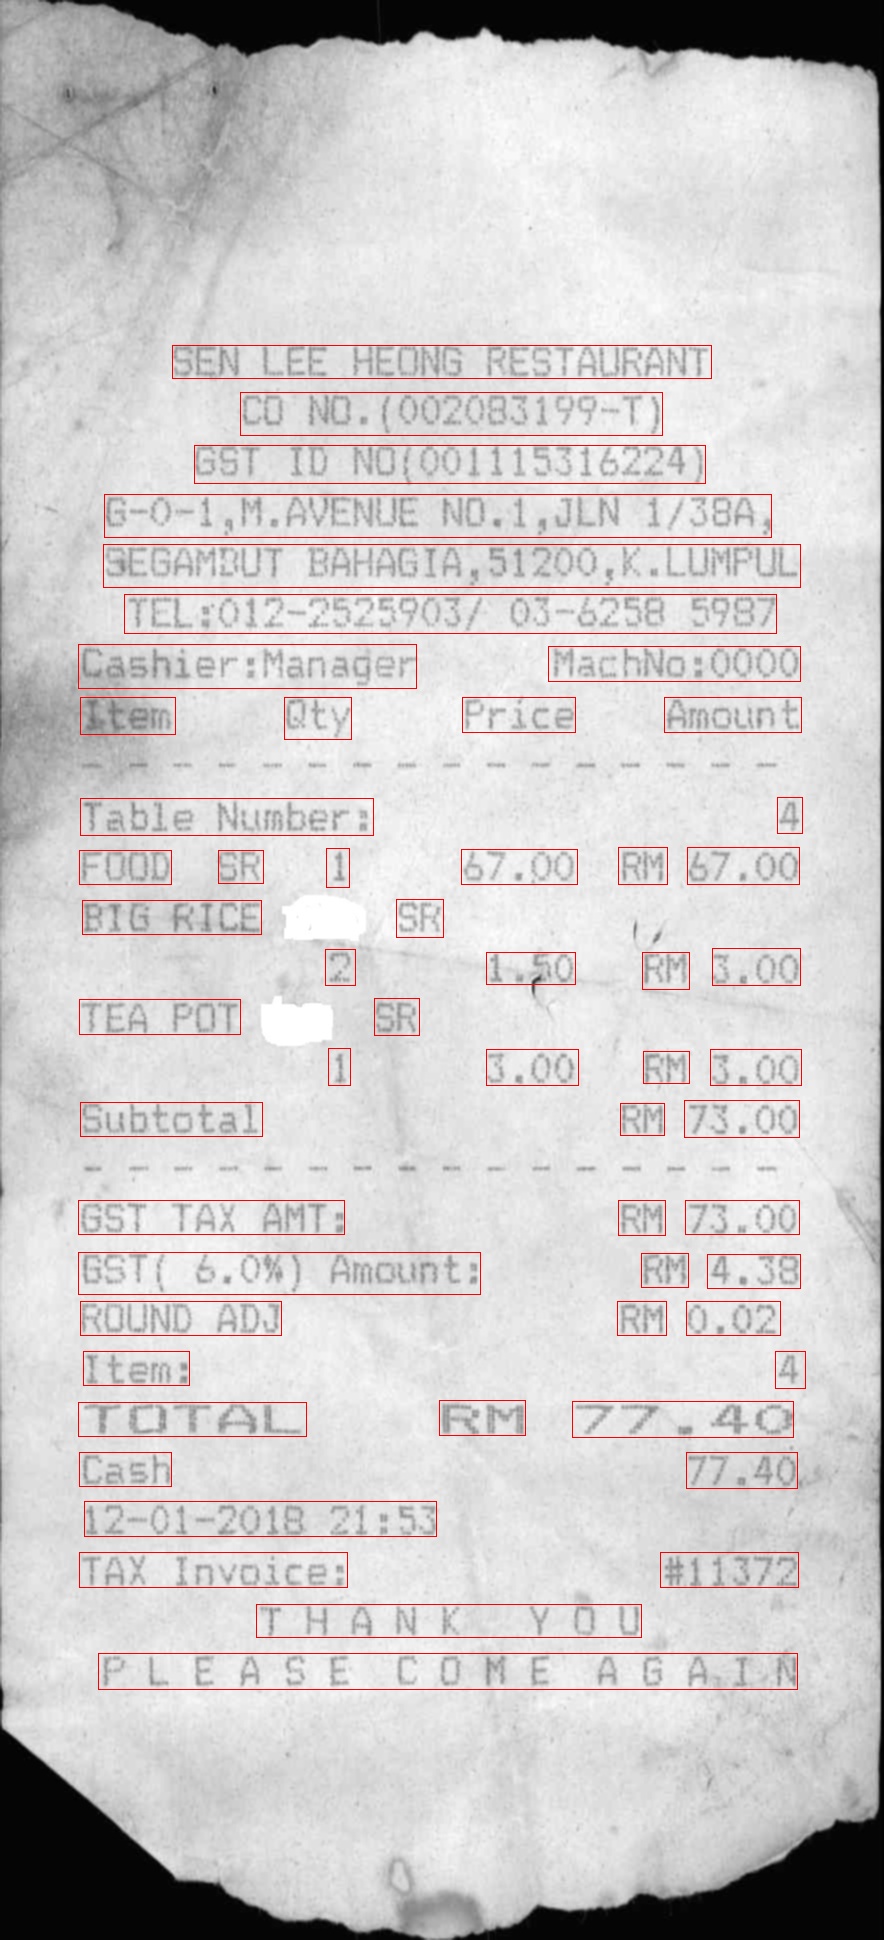 SEN LEE HEONG RESTAURANT
CO NO.(002083199-T)
GST ID NO(001115316224)
G-0-1,M.AVENUE NO.1,JLN 1/38A,
SEGAMBUT BAHAGIA,51200,K.LUMPUL
TEL:012-2525903/ 03-6258 5987
Cashier:Manager MachNo:0000
Item Qty Price Amount
Table Number: 4
FOOD SR 1 67.00 RM 67.00
BIG RICE SR
2 1.50 RM 3.00
TEA POT SR
1 3.00 RM 3.00
Subtotal RM 73.00
GST TAX AMT: RM 73.00
GST( 6.0%) Amount: RM 4.38
ROUND ADJ RM 0.02
Item: 4
TOTAL RM 77.40
Cash 77.40
12-01-2018 21:53
TAX Invoice: #11372
T H A N K Y O U
P L E A S E C O M E A G A I N